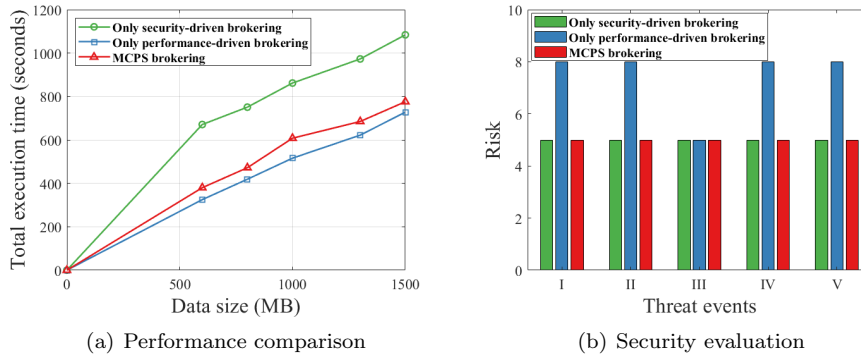 Only security-driven brokering
Only performance-driven brokering
MCPS brokering
Total execution time (seconds)
1200
1000
800
600
400
200
0
0 500 1000 1500
Data size (MB)
(a) Performance comparison
Only security-driven brokering
Only performance-driven brokering
MCPS brokering
Risk
10
8
6
4
2
0
I II III IV V
Threat events
(b) Security evaluation